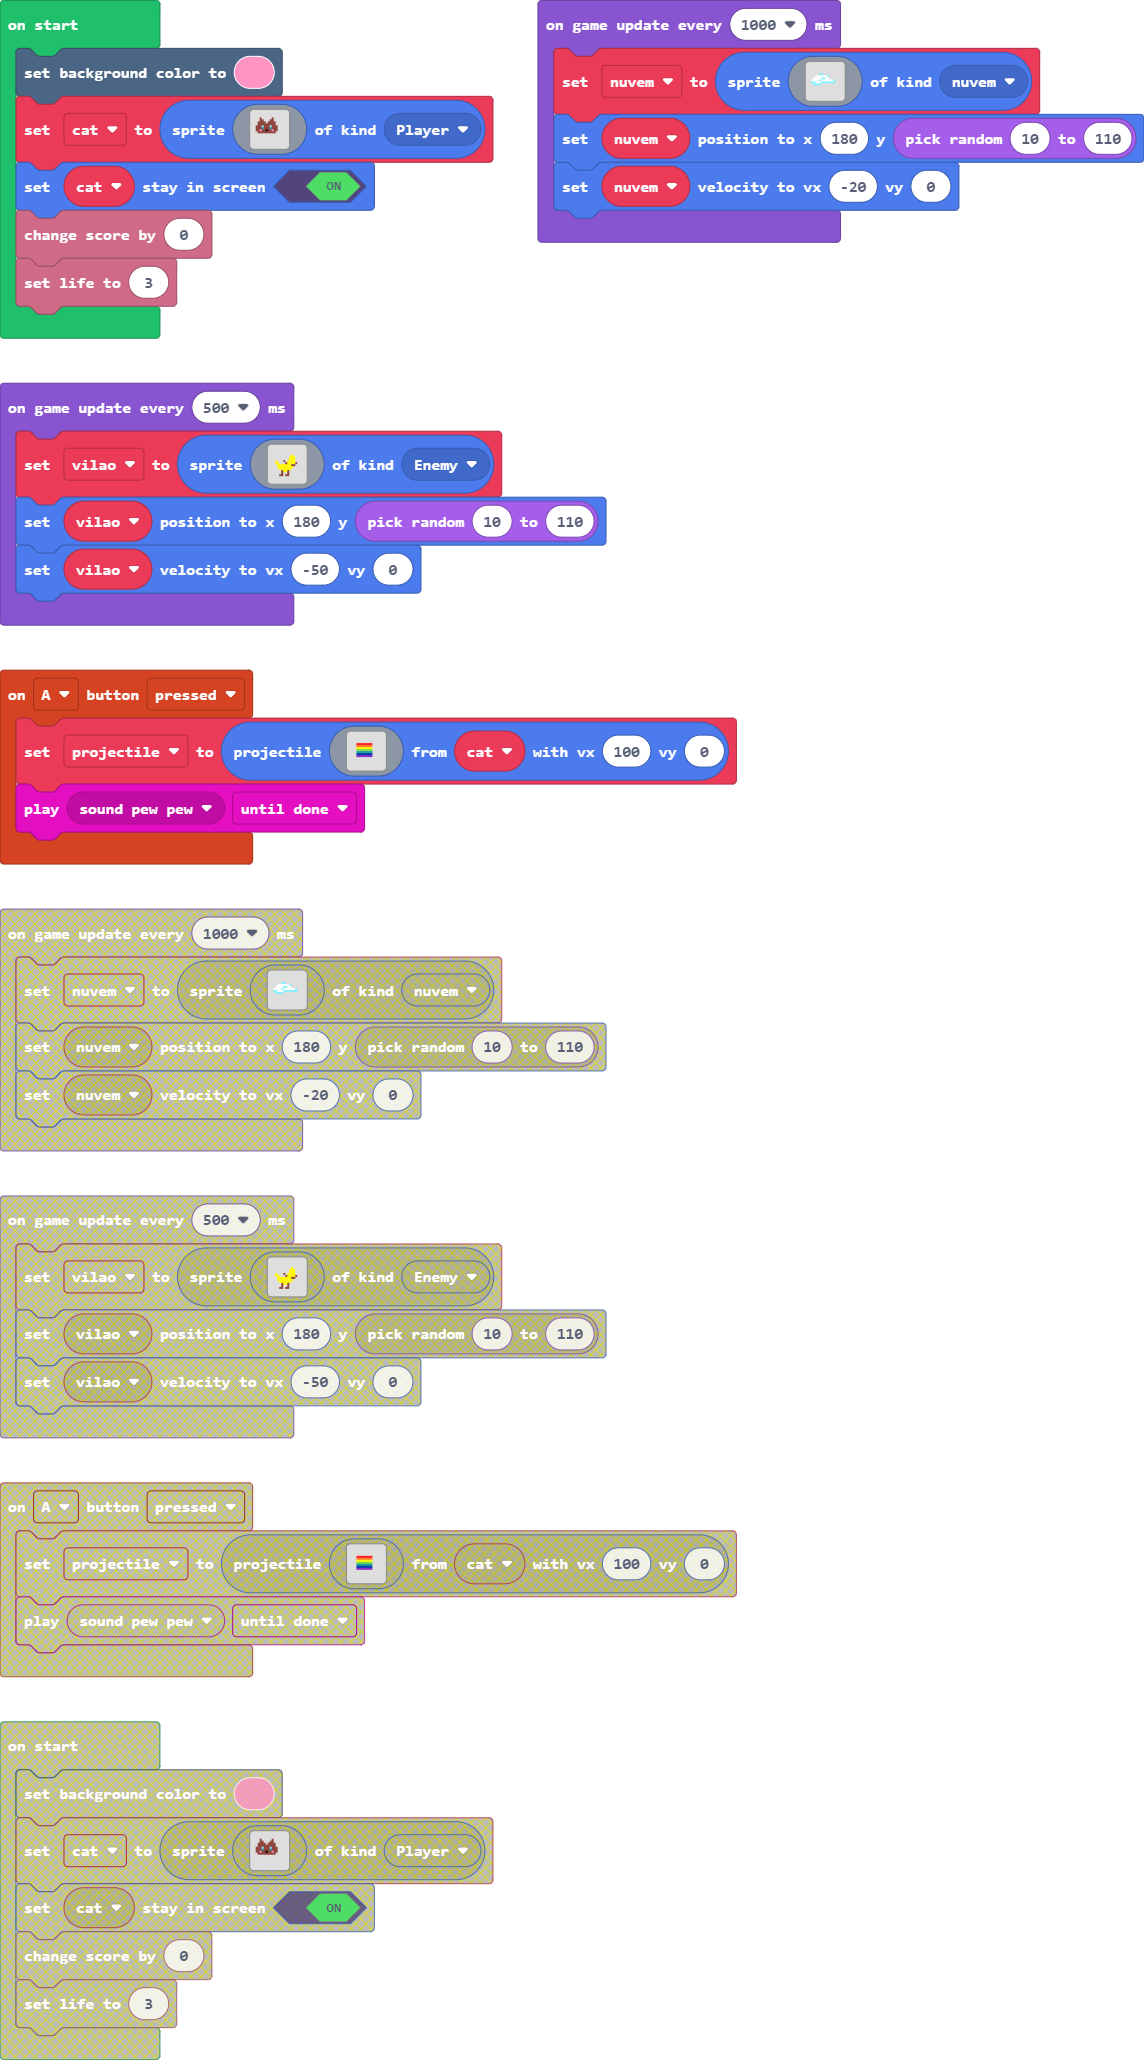 on start
set background color to
set cat to sprite of kind Player
set cat stay in screen ON
change score by 0
set life to 3
on game update every 1000 ms
set nuvem to sprite of kind nuvem
set nuvem position to x 180 y pick random 10 to 110
set nuvem velocity to vx -20 vy 0
on game update every 500 ms
set vilao to sprite of kind Enemy
set vilao position to x 180 y pick random 10 to 110
set vilao velocity to vx -50 vy 0
on A button pressed
set projectile to projectile from cat with vx 100 vy 0
play sound pew pew until done
on game update every 1000 ms
set nuvem to sprite of kind nuvem
set nuvem position to x 180 y pick random 10 to 110
set nuvem velocity to vx -20 vy 0
on game update every 500 ms
set vilao to sprite of kind Enemy
set vilao position to x 180 y pick random 10 to 110
set vilao velocity to vx -50 vy 0
on A button pressed
set projectile to projectile from cat with vx 100 vy 0
play sound pew pew until done
on start
set background color to
set cat to sprite of kind Player
set cat stay in screen ON
change score by 0
set life to 3